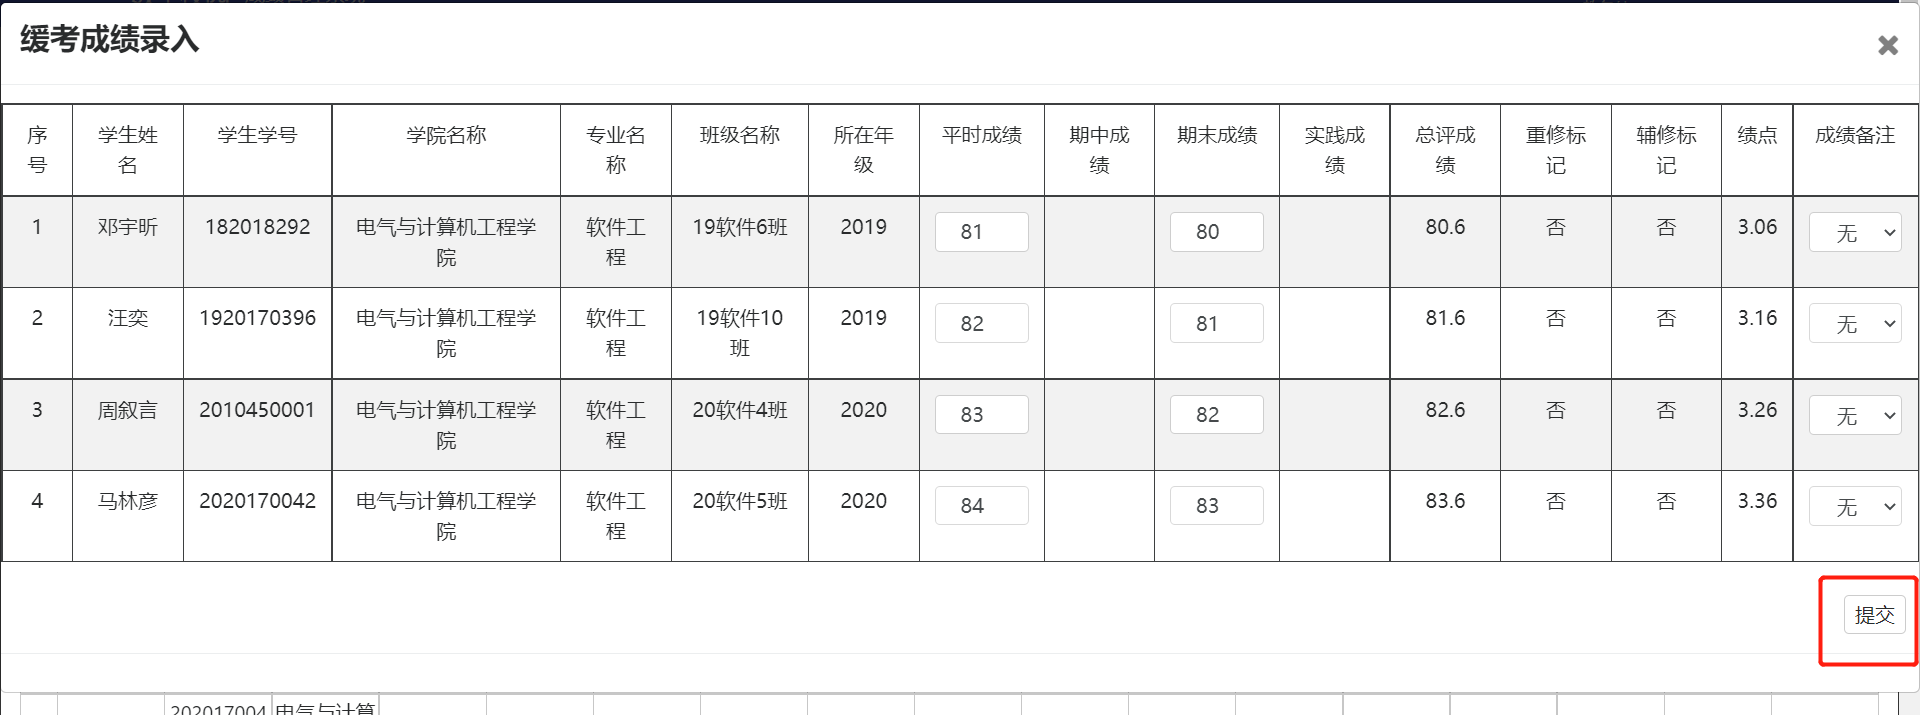 缓考成绩录入
序号 学生姓名 学生学号 学院名称 专业名称 班级名称 所在年级 平时成绩 期中成绩 期末成绩 实践成绩 总评成绩 重修标记 辅修标记 绩点 成绩备注
1 邓宇昕 182018292 电气与计算机工程学院 软件工程 19软件6班 2019 81 80 80.6 否 否 3.06 无
2 汪奕 1920170396 电气与计算机工程学院 软件工程 19软件10班 2019 82 81 81.6 否 否 3.16 无
3 周叙言 2010450001 电气与计算机工程学院 软件工程 20软件4班 2020 83 82 82.6 否 否 3.26 无
4 马林彦 2020170042 电气与计算机工程学院 软件工程 20软件5班 2020 84 83 83.6 否 否 3.36 无
提交
202017004 电气与计算